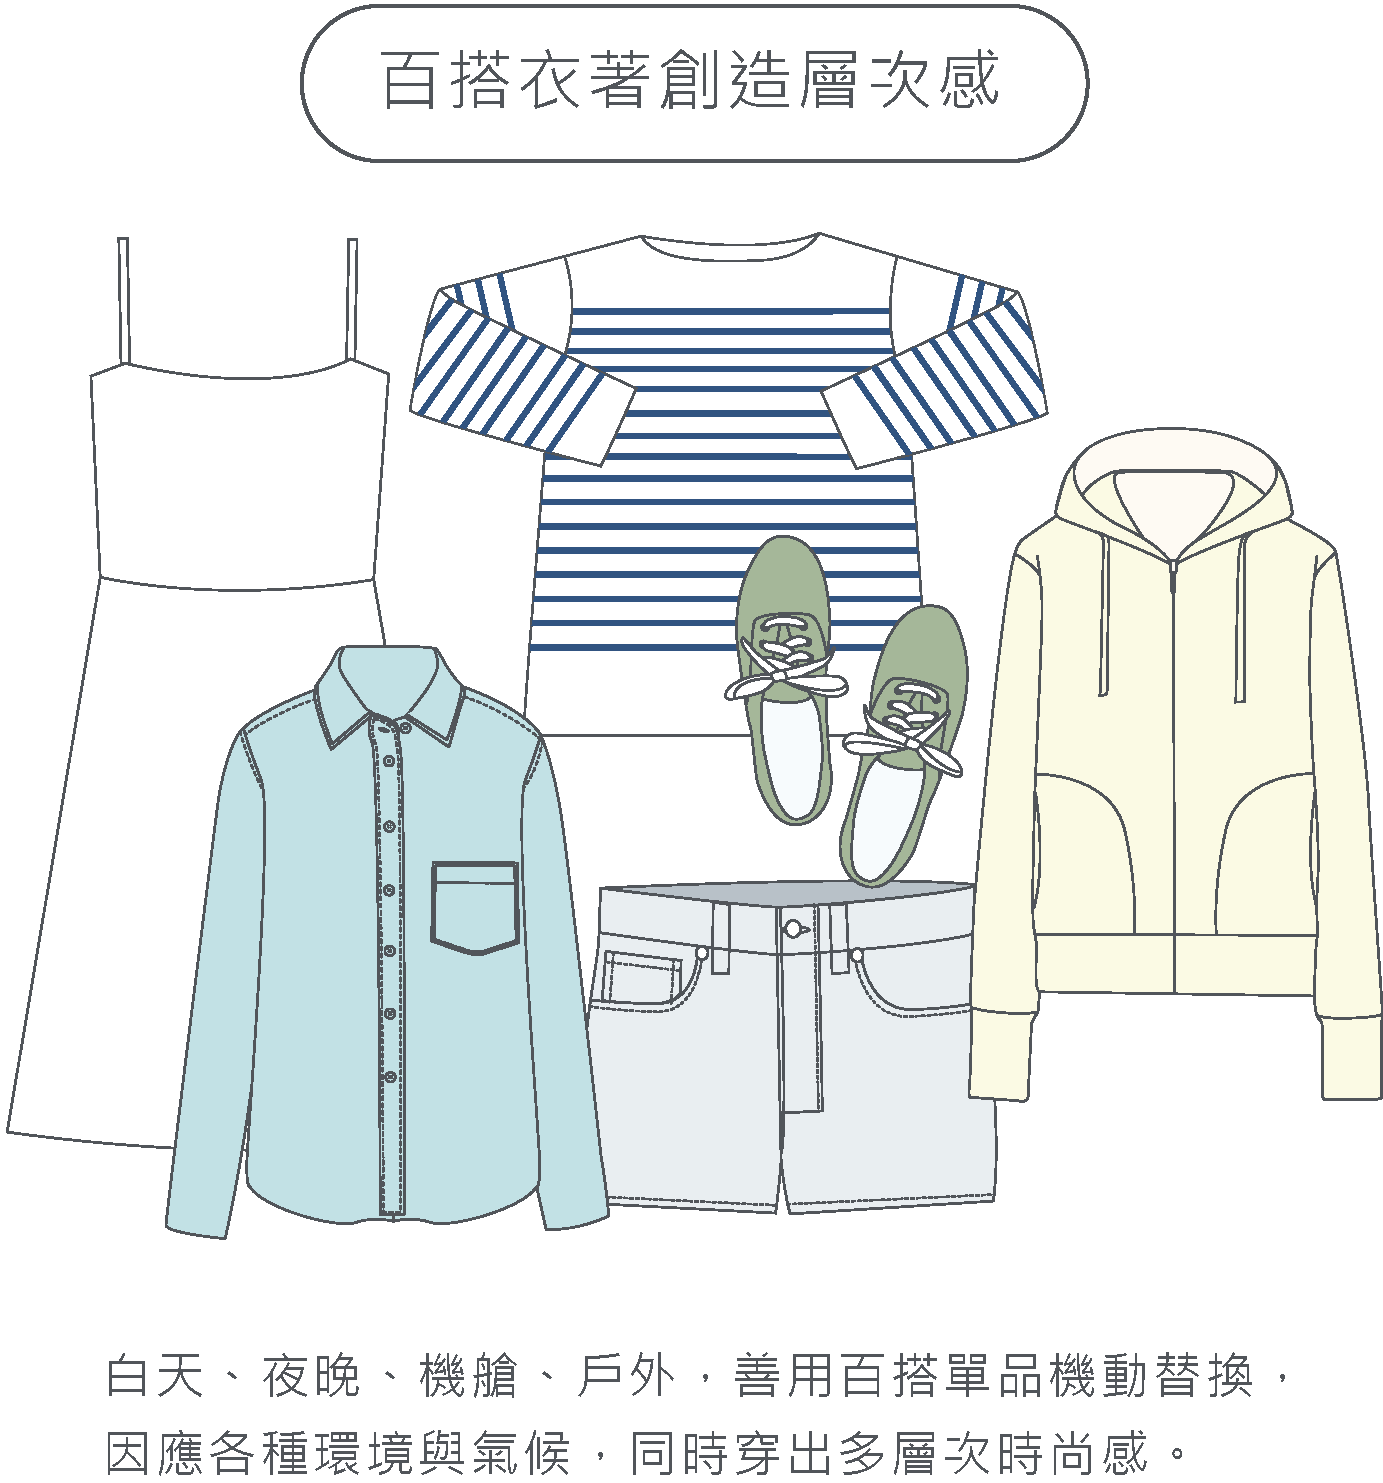 百搭衣著創造層次感
白天、夜晚、機艙、戶外，善用百搭單品機動替換，
因應各種環境與氣候，同時穿出多層次時尚感。